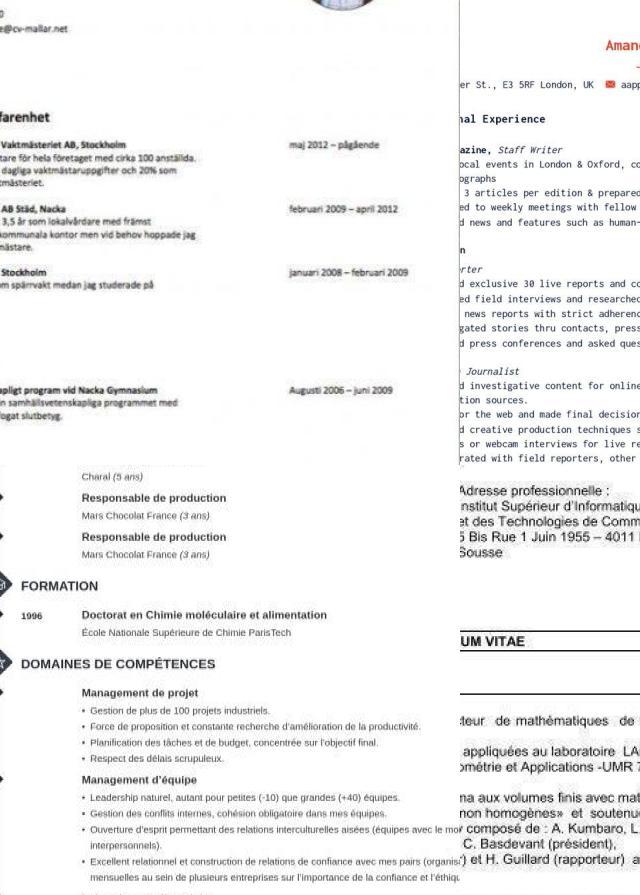 e@cv-mallar.net
farenhet
Vaktmästeriet AB, Stockholm
maj 2012 – pågående
tare för hela företaget med cirka 100 anställda.
dagliga vaktmästaruppgifter och 20% som
tmästeriet.
AB Städ, Nacka
februari 2009 – april 2012
3,5 år som lokalvårdare med främst
kommunala kontor men vid behov hoppade jag
mästare.
Stockholm
januari 2008 – februari 2009
om spärrvakt medan jag studerade på
apligt program vid Nacka Gymnasium
Augusti 2006 – juni 2009
n samhällsvetenskapliga programmet med
logat slutbetyg.
Aman
er St., E3 5RF London, UK
aapp
nal Experience
azine, Staff Writer
ocal events in London & Oxford, co
ographs
3 articles per edition & prepared
ed to weekly meetings with fellow
d news and features such as human-
n
rter
d exclusive 30 live reports and co
ed field interviews and researched
news reports with strict adherenc
gated stories thru contacts, press
d press conferences and asked ques
Journalist
d investigative content for online
tion sources.
or the web and made final decision
d creative production techniques s
s or webcam interviews for live re
rated with field reporters, other
Charal (5 ans)
Responsable de production
Mars Chocolat France (3 ans)
Responsable de production
Mars Chocolat France (3 ans)
FORMATION
1996
Doctorat en Chimie moléculaire et alimentation
École Nationale Supérieure de Chimie ParisTech
DOMAINES DE COMPÉTENCES
Management de projet
• Gestion de plus de 100 projets industriels.
• Force de proposition et constante recherche d'amélioration de la productivité.
• Planification des tâches et de budget, concentrée sur l'objectif final.
• Respect des délais scrupuleux.
Management d'équipe
• Leadership naturel, autant pour petites (-10) que grandes (+40) équipes.
• Gestion des conflits internes, cohésion obligatoire dans mes équipes.
• Ouverture d'esprit permettant des relations interculturelles aisées (équipes avec le mo
interpersonnels).
• Excellent relationnel et construction de relations de confiance avec mes pairs (organis
mensuelles au sein de plusieurs entreprises sur l'importance de la confiance et l'éthiq
Adresse professionnelle :
nstitut Supérieur d'Informatiqu
et des Technologies de Comm
5 Bis Rue 1 Juin 1955 – 4011
Sousse
UM VITAE
cteur de mathématiques de
appliquées au laboratoire LA
ométrie et Applications -UMR 7
ma aux volumes finis avec mat
non homogènes» et soutenu
composé de : A. Kumbaro, L.
C. Basdevant (président),
) et H. Guillard (rapporteur) a